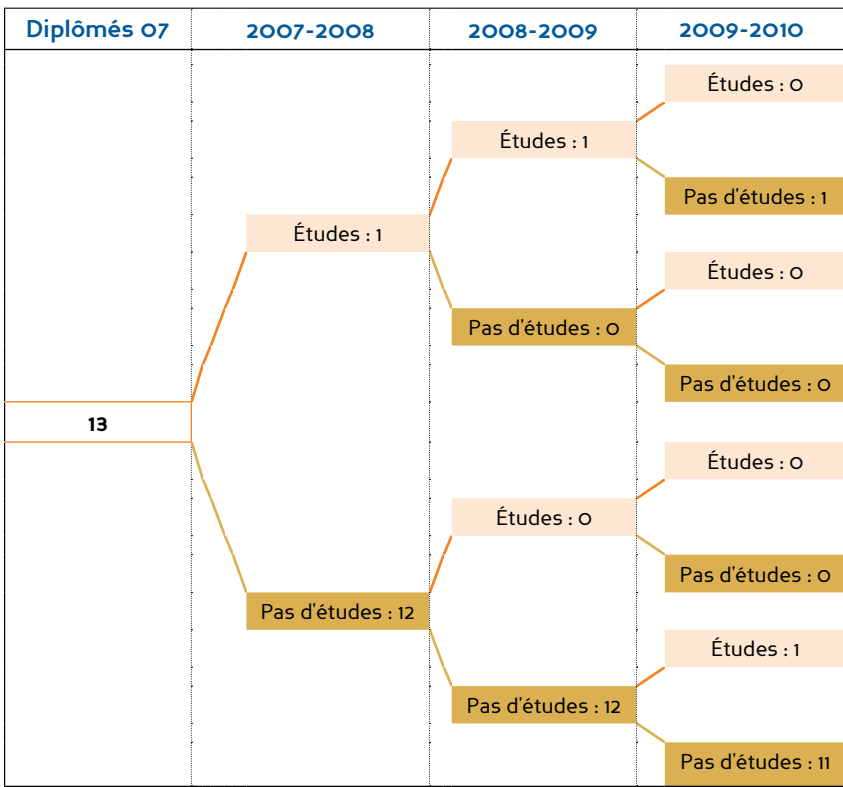 Diplômés 07 2007-2008 2008-2009 2009-2010
Études : 0
Études : 1
Pas d'études : 1
Études : 1
Études : 0
Pas d'études : 0
Pas d'études : 0
13
Études : 0
Études : 0
Pas d'études : 0
Pas d'études : 12
Études : 1
Pas d'études : 12
Pas d'études : 11